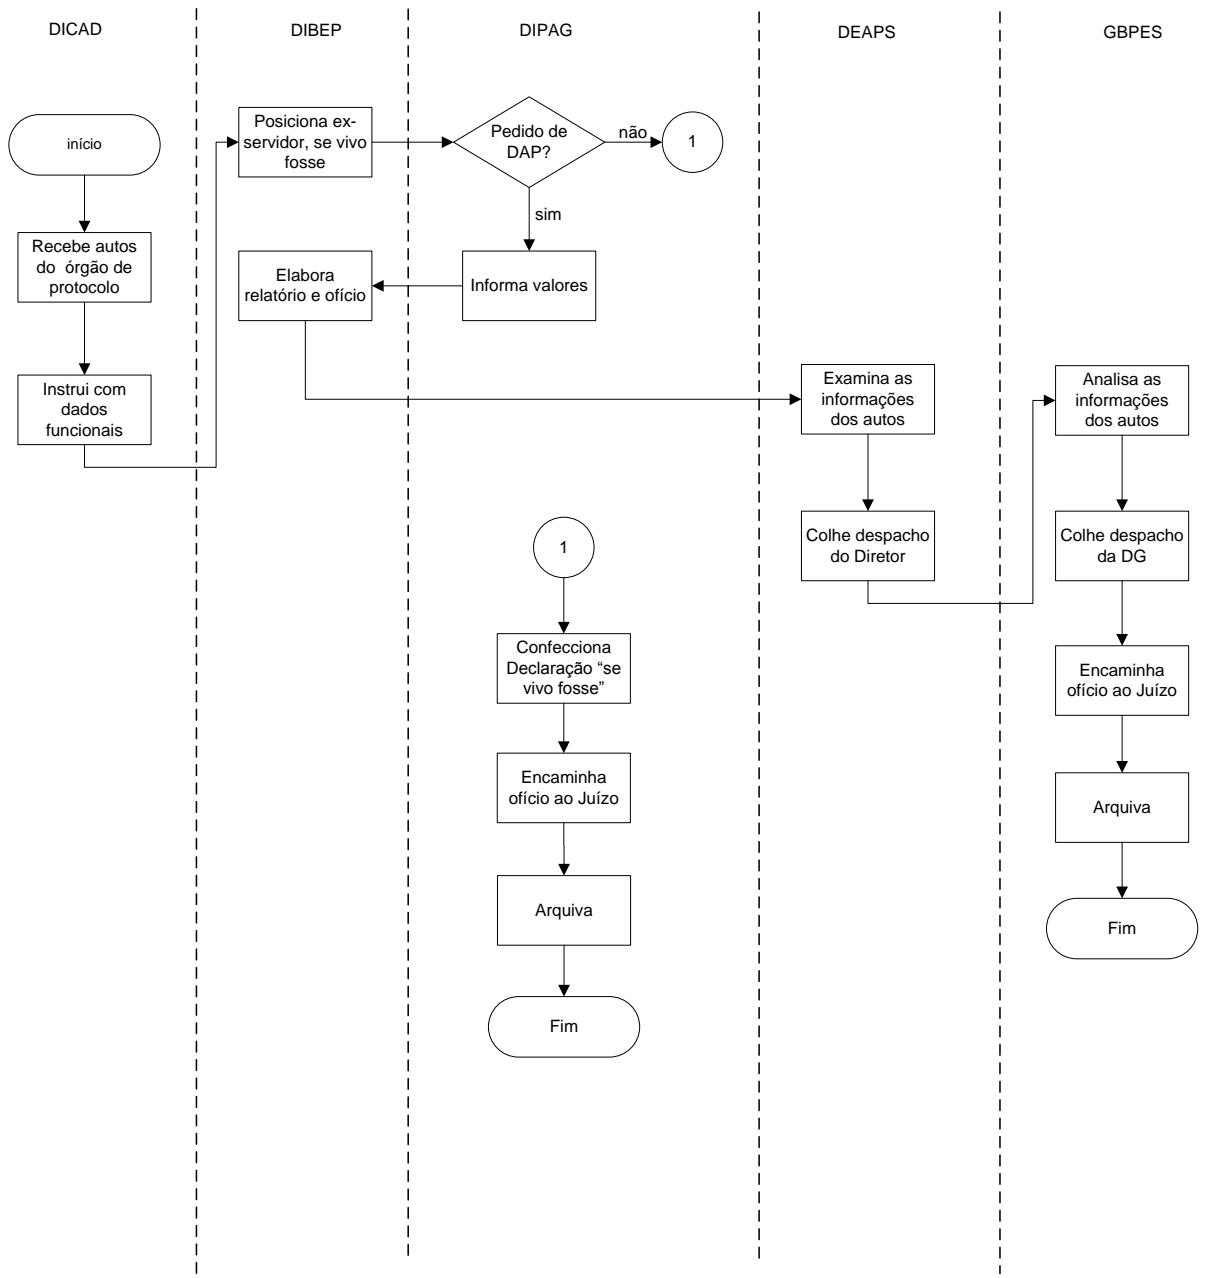 DICAD
DIBEP
DIPAG
DEAPS
GBPES
início
Recebe autos
do órgão de
protocolo
Instrui com
dados
funcionais
Posiciona ex-
servidor, se vivo
fosse
Pedido de
DAP?
não
1
sim
Informa valores
Elabora
relatório e ofício
Examina as
informações
dos autos
Colhe despacho
do Diretor
Analisa as
informações
dos autos
Colhe despacho
da DG
Encaminha
ofício ao Juízo
Arquiva
Fim
1
Confecciona
Declaração “se
vivo fosse”
Encaminha
ofício ao Juízo
Arquiva
Fim